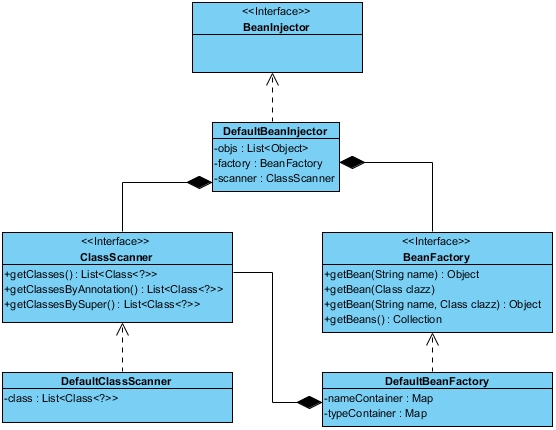 <<Interface>>
BeanInjector
DefaultBeanInjector
-objs : List<Object>
-factory : BeanFactory
-scanner : ClassScanner
<<Interface>>
ClassScanner
+getClasses() : List<Class<?>>
+getClassesByAnnotation() : List<Class<?>>
+getClassesBySuper() : List<Class<?>>
<<Interface>>
BeanFactory
+getBean(String name) : Object
+getBean(Class clazz)
+getBean(String name, Class clazz) : Object
+getBeans() : Collection
DefaultClassScanner
-class : List<Class<?>>
DefaultBeanFactory
-nameContainer : Map
-typeContainer : Map